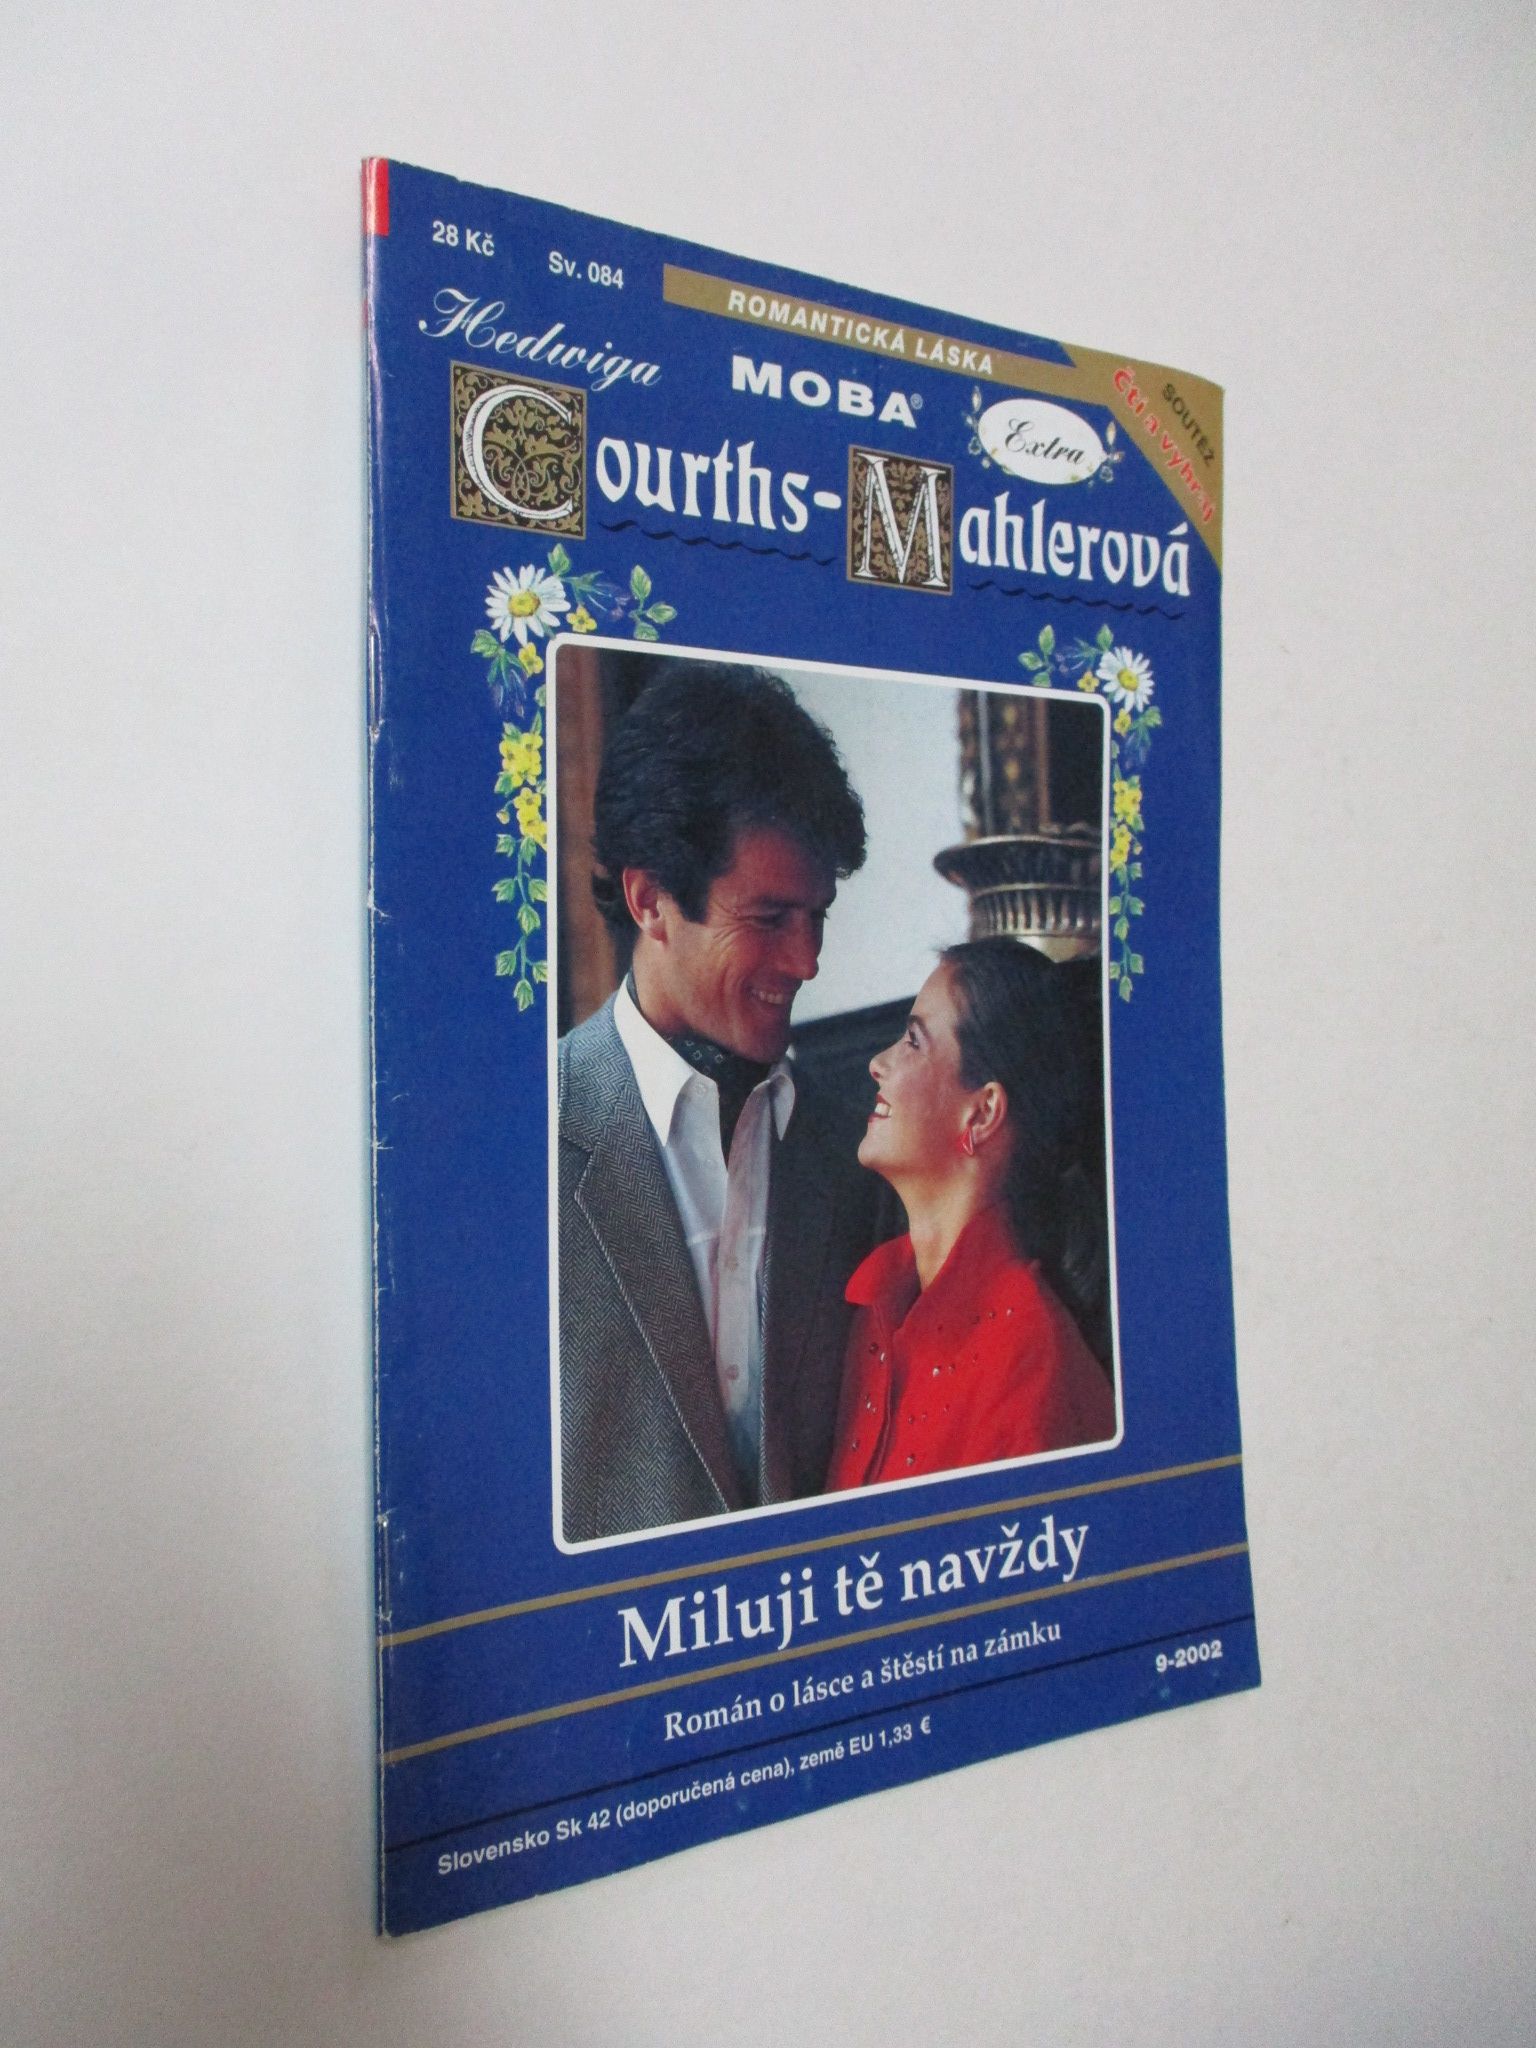 28 Kč Sv. 084
ROMANTICKÁ LÁSKA
SOUTĚŽ
Čti a vyhraj
MOBA®
Extra
Hedwiga
Courths-Mahlerová
Miluji tě navždy
Román o lásce a štěstí na zámku
9-2002
Slovensko Sk 42 (doporučená cena), země EU 1,33 €